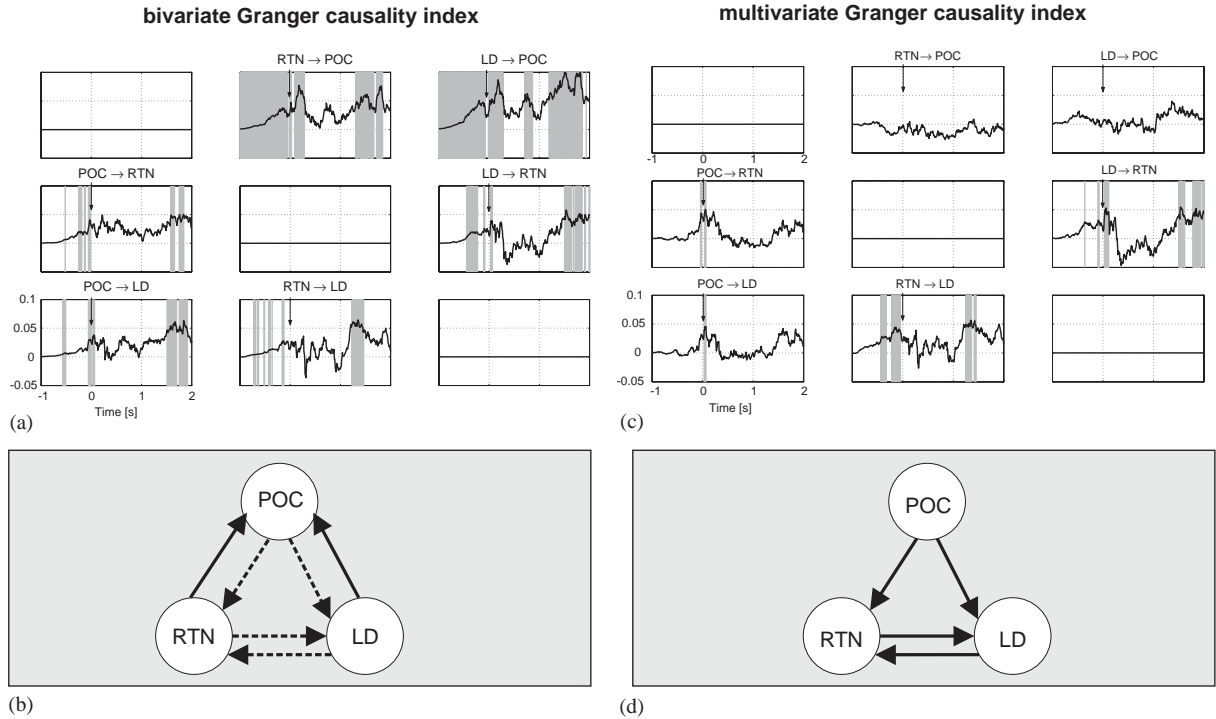 bivariate Granger causality index
RTN → POC
LD → POC
POC → RTN
LD → RTN
POC → LD
RTN → LD
0.1
0.05
0
-0.05
-1 0 1 2
Time [s]
(a)
POC
RTN
LD
(b)
multivariate Granger causality index
RTN → POC
LD → POC
-1 0 1 2
POC → RTN
LD → RTN
POC → LD
RTN → LD
0.1
0.05
0
-0.05
-1 0 1 2
Time [s]
(c)
POC
RTN
LD
(d)